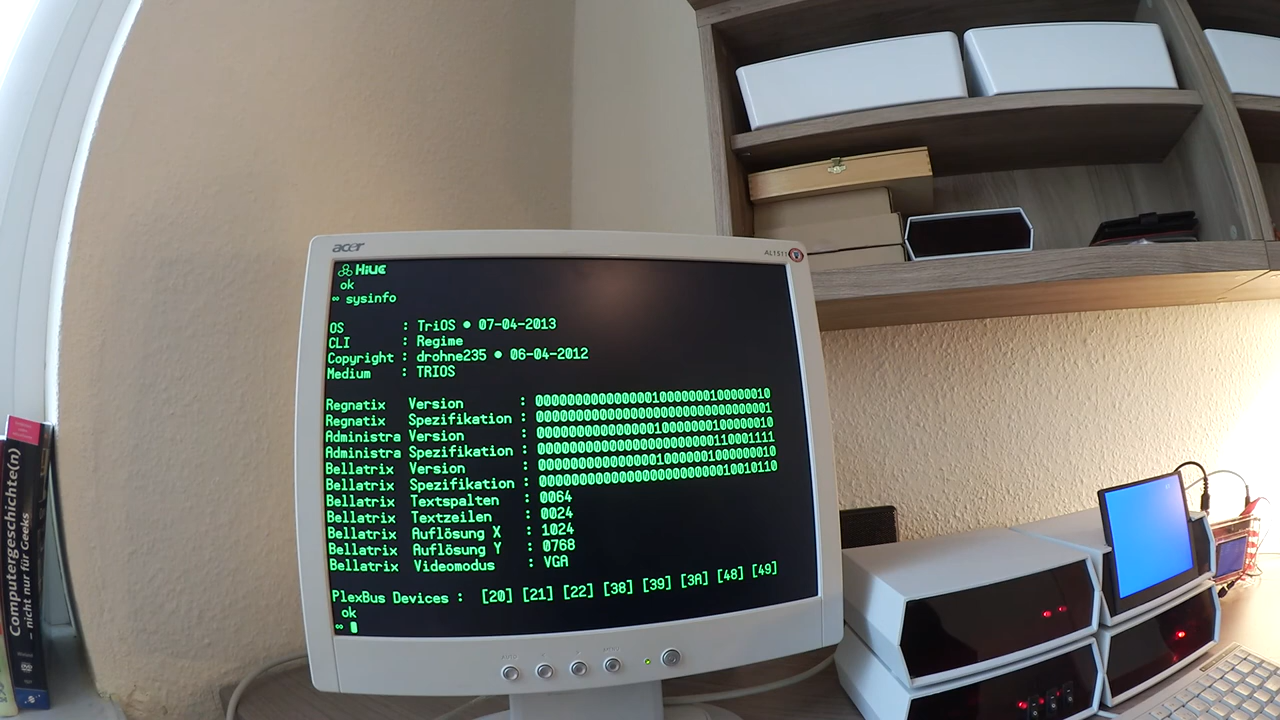 acer
AL1511
Hive
ok
∞ sysinfo
OS : TriOS • 07-04-2013
CLI : Regime
Copyright : drohne235 • 06-04-2012
Medium : TRIOS
Regnatix Version : 00000000000000001000000010000010
Regnatix Spezifikation : 00000000000000000000000000000001
Administra Version : 00000000000000001000000010000010
Administra Spezifikation : 00000000000000000000000110001111
Bellatrix Version : 00000000000000001000000010000010
Bellatrix Spezifikation : 00000000000000000000000010010110
Bellatrix Textspalten : 0064
Bellatrix Textzeilen : 0024
Bellatrix Auflösung X : 1024
Bellatrix Auflösung Y : 0768
Bellatrix Videomodus : VGA
PlexBus Devices : [20] [21] [22] [38] [39] [3A] [48] [49]
ok
∞
Computergeschichte(n)
– nicht nur für Geeks